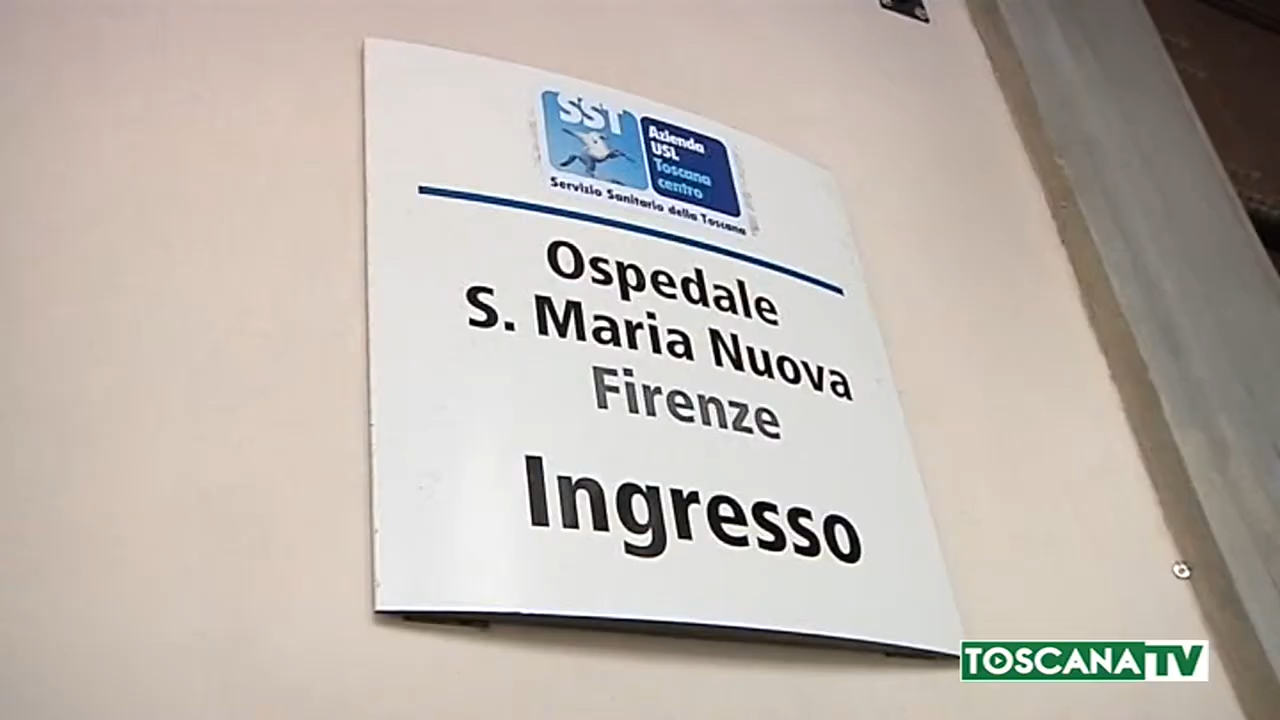 SST
Azienda
USL
Toscana
centro
Servizio Sanitario della Toscana
Ospedale
S. Maria Nuova
Firenze
Ingresso
TOSCANATV